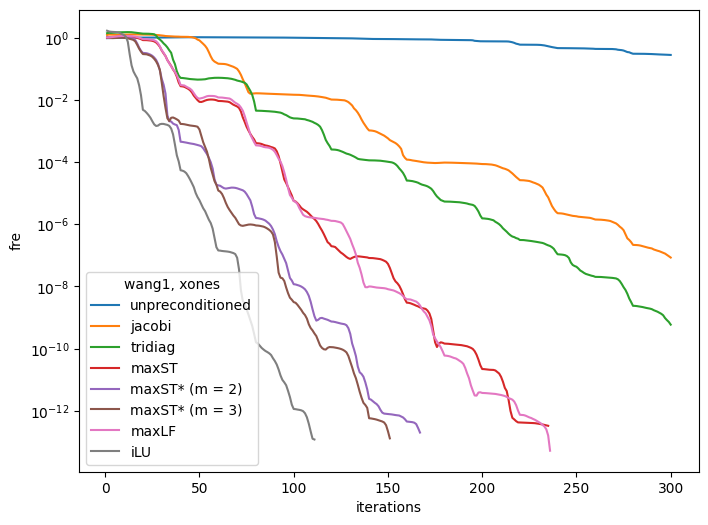 10^0
10^−2
10^−4
10^−6
10^−8
10^−10
10^−12
fre
wang1, xones
unpreconditioned
jacobi
tridiag
maxST
maxST* (m = 2)
maxST* (m = 3)
maxLF
iLU
0 50 100 150 200 250 300
iterations